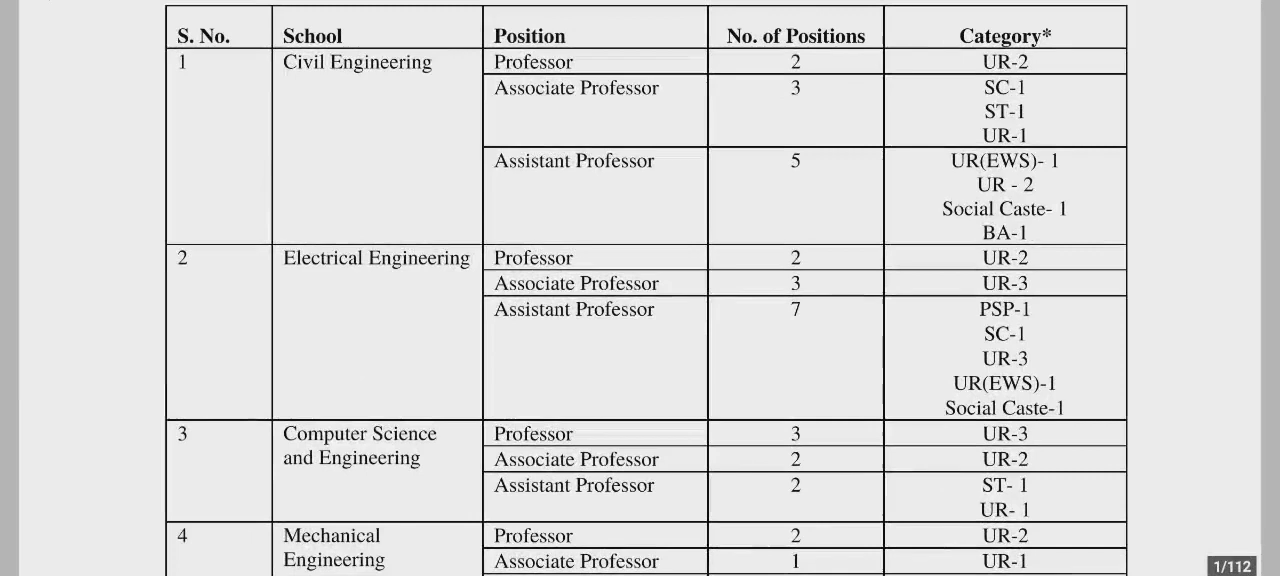 S. No. School Position No. of Positions Category*
1 Civil Engineering Professor 2 UR-2
Associate Professor 3 SC-1
ST-1
UR-1
Assistant Professor 5 UR(EWS)- 1
UR - 2
Social Caste- 1
BA-1
2 Electrical Engineering Professor 2 UR-2
Associate Professor 3 UR-3
Assistant Professor 7 PSP-1
SC-1
UR-3
UR(EWS)-1
Social Caste-1
3 Computer Science Professor 3 UR-3
and Engineering Associate Professor 2 UR-2
Assistant Professor 2 ST- 1
UR- 1
4 Mechanical Professor 2 UR-2
Engineering Associate Professor 1 UR-1
1/112